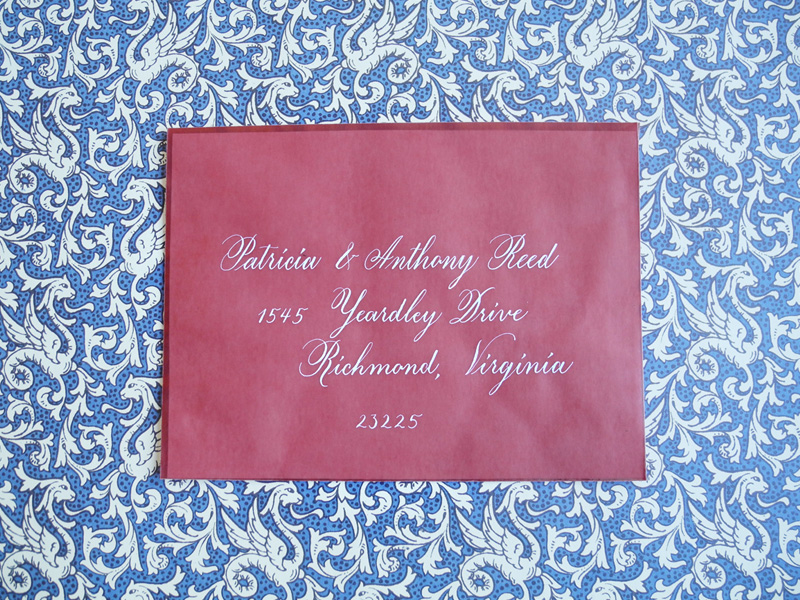 Patricia & Anthony Reed
1545 Yeardley Drive
Richmond, Virginia
23225